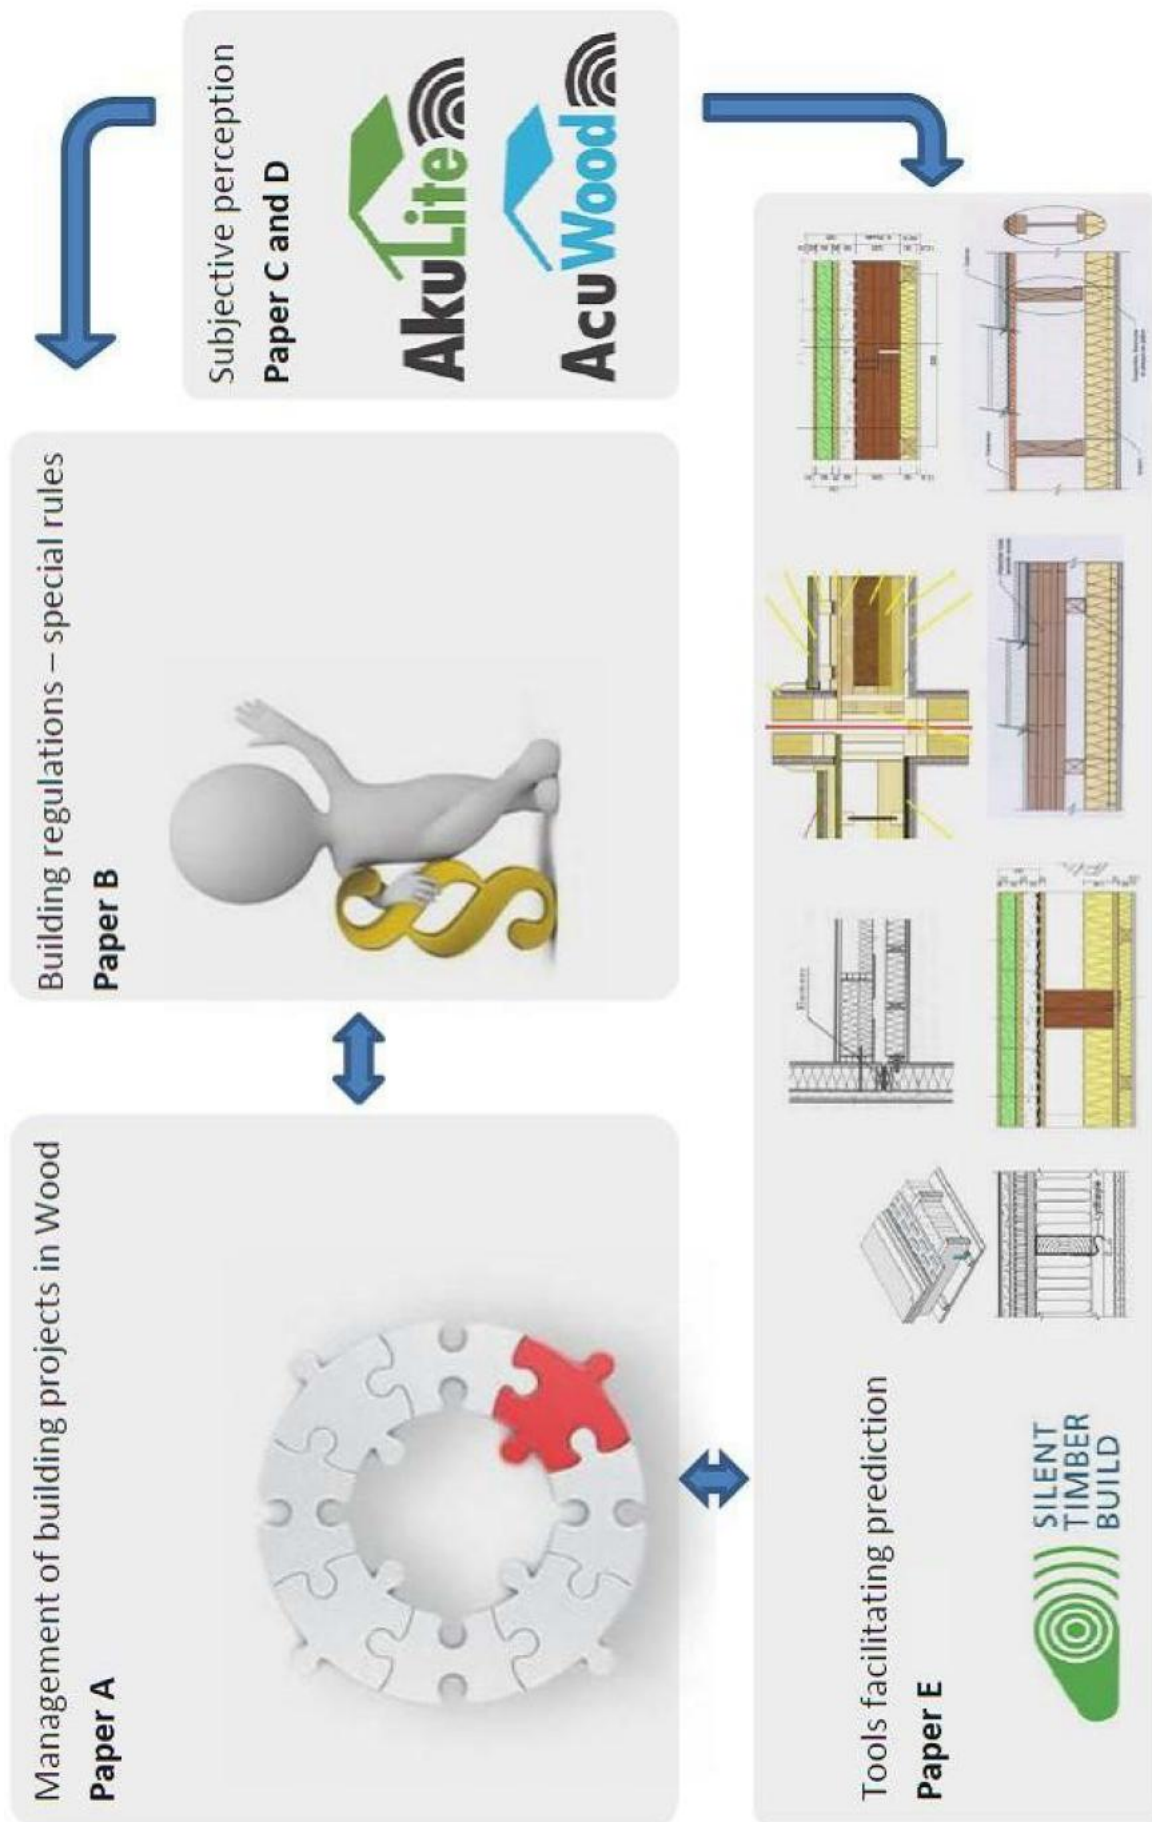 Management of building projects in Wood
Paper A
Building regulations – special rules
Paper B
Subjective perception
Paper C and D
AkuLite
AcuWood
Tools facilitating prediction
Paper E
SILENT
TIMBER
BUILD